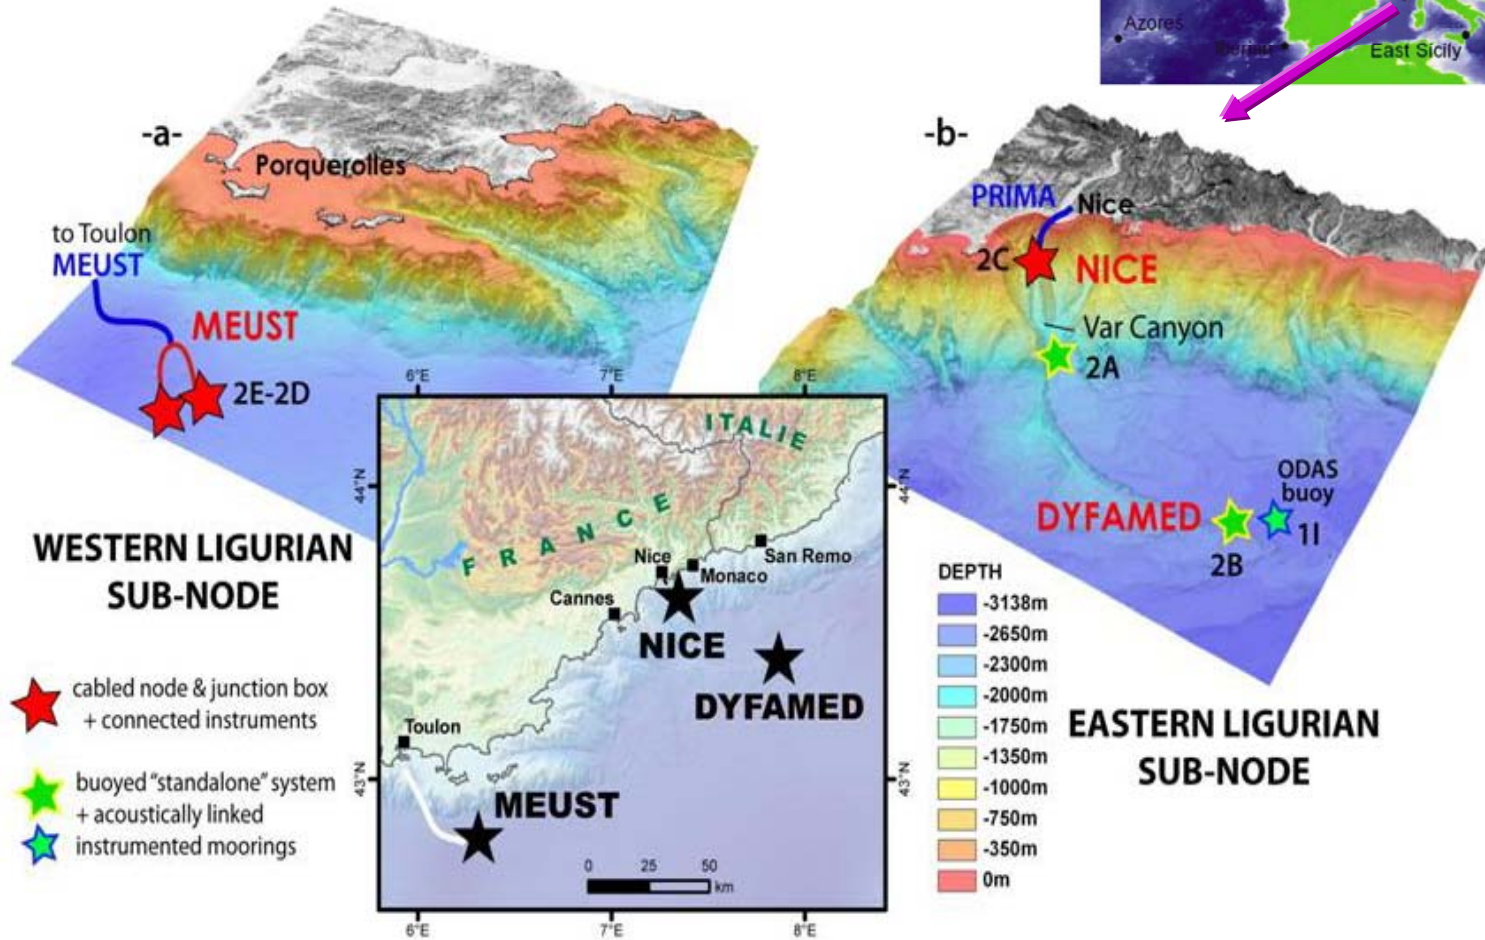 Azores
East Sicily
-a-
Porquerolles
to Toulon
MEUST
MEUST
2E-2D
WESTERN LIGURIAN
SUB-NODE
cabled node & junction box
+ connected instruments
buoyed "standalone" system
+ acoustically linked
instrumented moorings
-b-
PRIMA
Nice
2C
NICE
Var Canyon
2A
ODAS
buoy
DYFAMED
1I
2B
EASTERN LIGURIAN
SUB-NODE
DEPTH
-3138m
-2650m
-2300m
-2000m
-1750m
-1350m
-1000m
-750m
-350m
0m
6°E 7°E 8°E
44°N 44°N
ITALIE
FRANCE
Nice
San Remo
Monaco
Cannes
NICE
DYFAMED
Toulon
43°N 43°N
MEUST
0 25 50
km
6°E 7°E 8°E